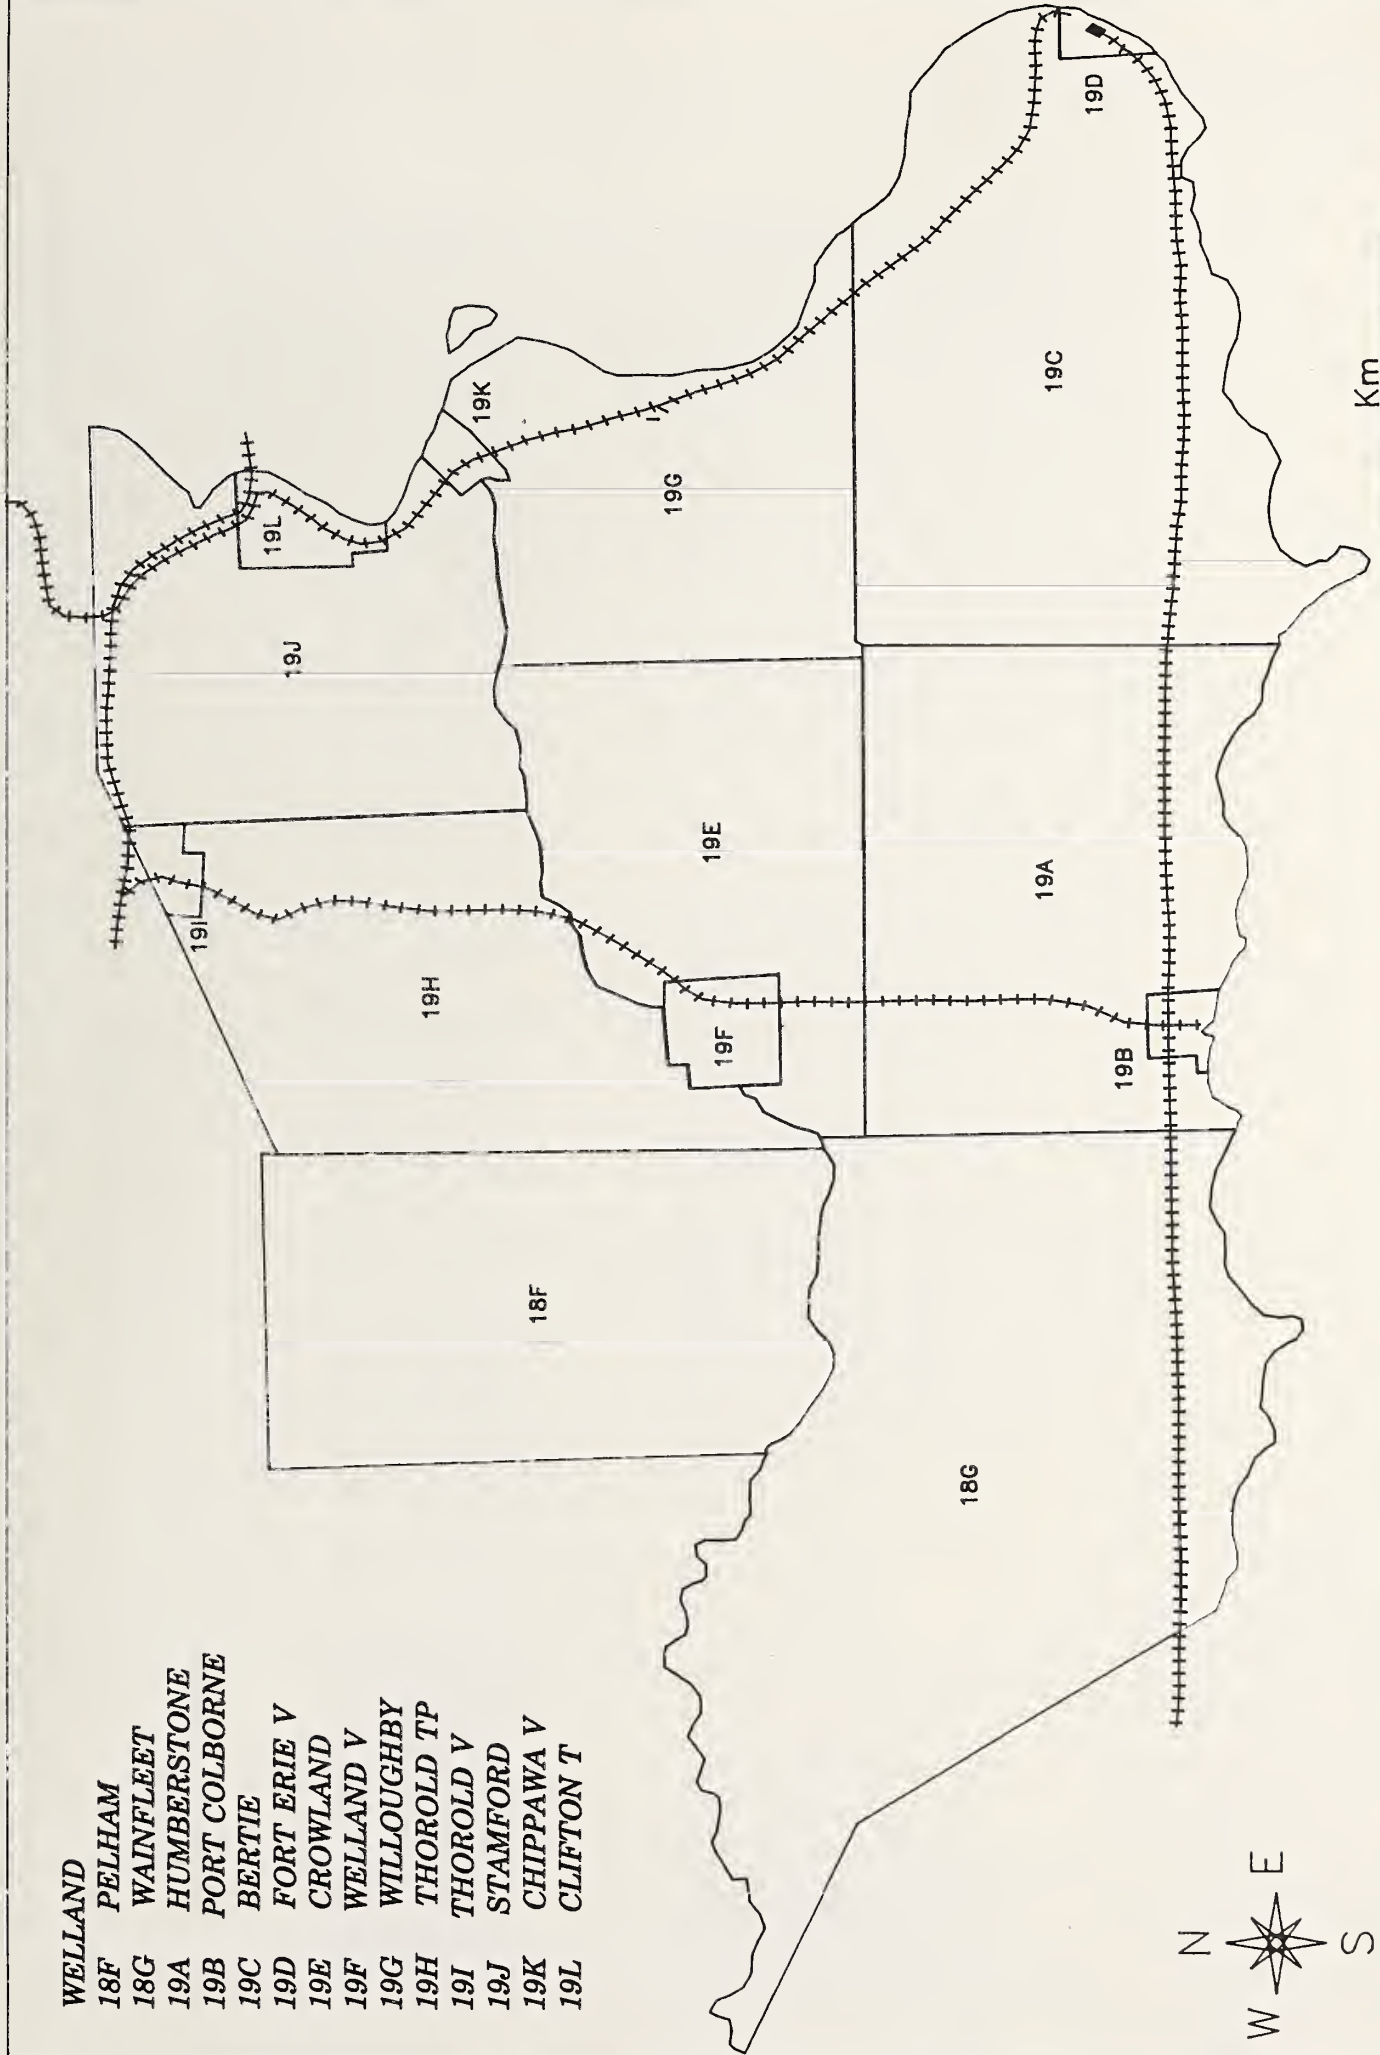 WELLAND
18F PELHAM
18G WAINFLEET
19A HUMBERSTONE
19B PORT COLBORNE
19C BERTIE
19D FORT ERIE V
19E CROWLAND
19F WELLAND V
19G WILLOUGHBY
19H THOROLD TP
19I THOROLD V
19J STAMFORD
19K CHIPPAWA V
19L CLIFTON T
19I
19J
19L
19K
19H
19G
18F
19F
19E
18G
19B
19A
19C
19D
N
W
E
S
Km